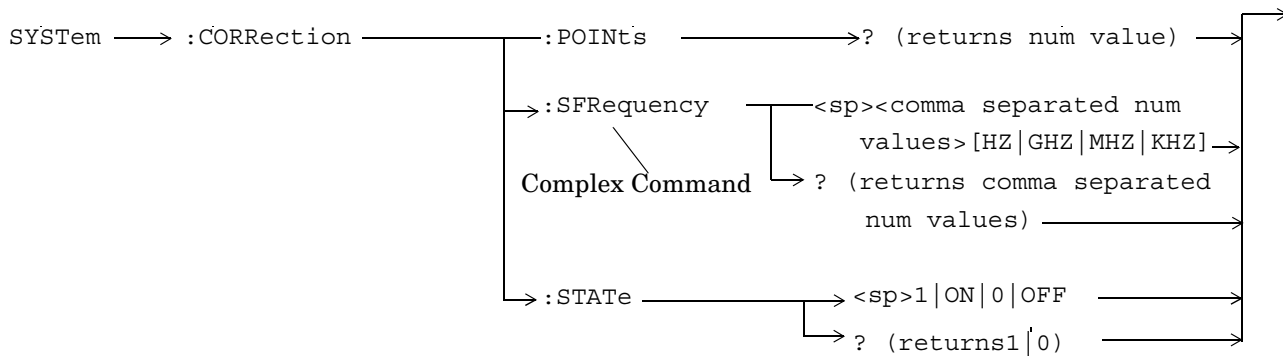 SYSTem :CORRection :POINts ? (returns num value)
:SFRequency <sp><comma separated num
values>[HZ|GHZ|MHZ|KHZ]
Complex Command ? (returns comma separated
num values)
:STATe <sp>1|ON|0|OFF
? (returns1|0)